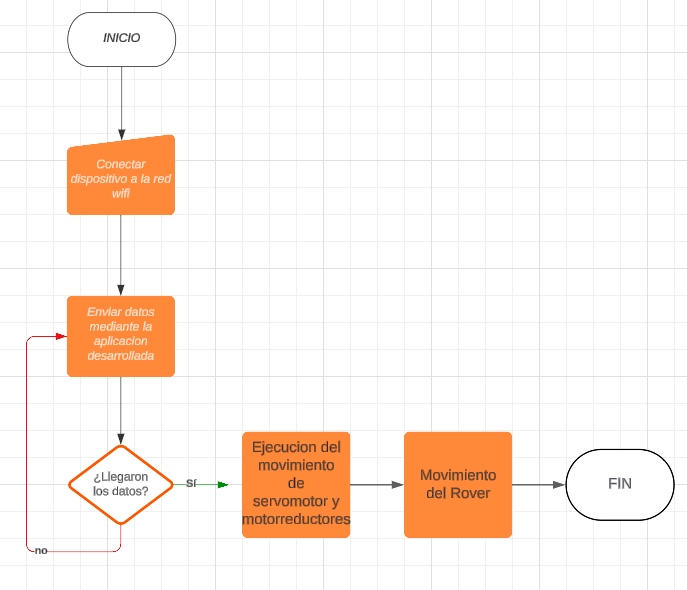 INICIO
Conectar
dispositivo a la red
wifi
Enviar datos
mediante la
aplicacion
desarrollada
¿Llegaron
los datos?
Sí
no
Ejecucion del
movimiento
de
servomotor y
motorreductores
Movimiento
del Rover
FIN